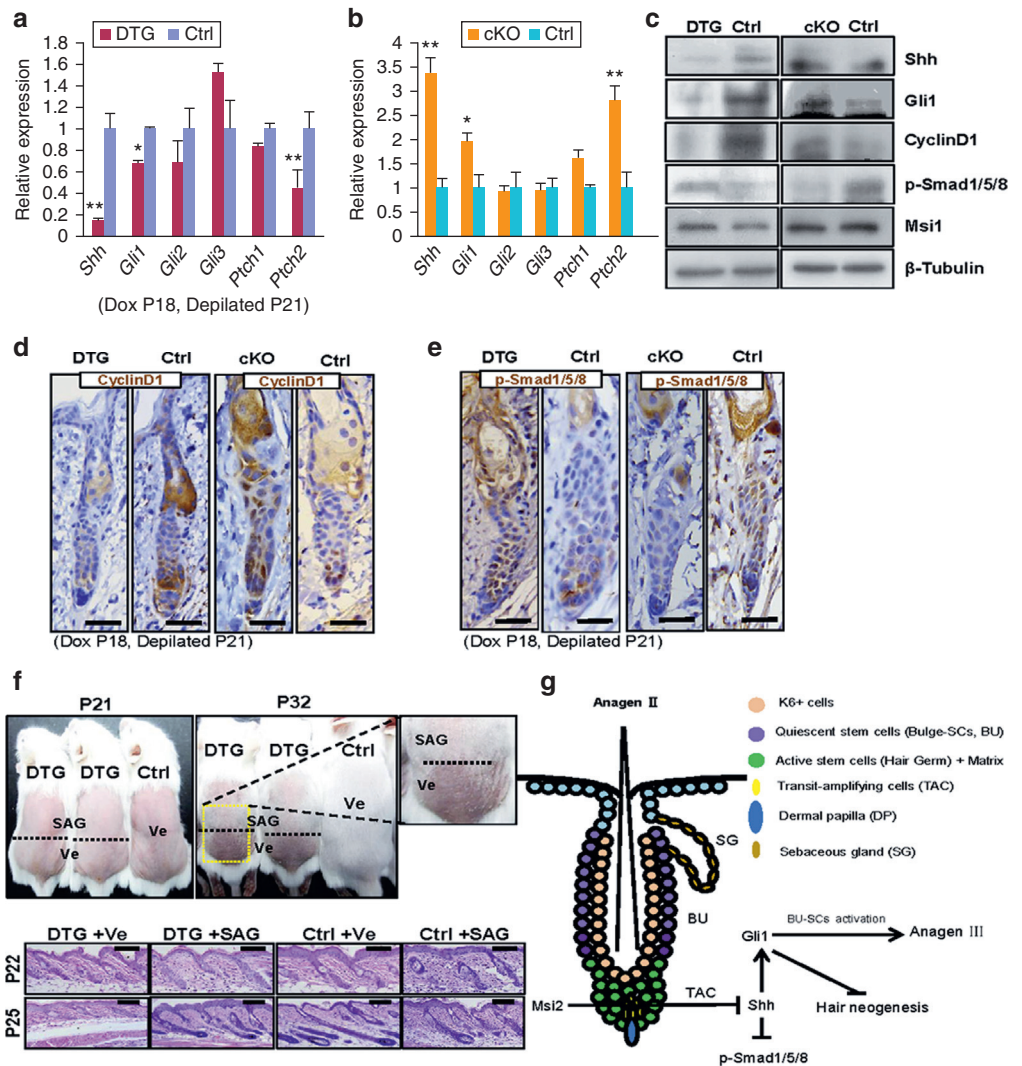 a
DTG Ctrl
Relative expression
1.8
1.6
1.4
1.2
1
0.8
0.6
0.4
0.2
0
**
*
**
Shh Gli1 Gli2 Gli3 Ptch1 Ptch2
(Dox P18, Depilated P21)
b
cKO Ctrl
Relative expression
4
3.5
3
2.5
2
1.5
1
0.5
0
**
*
**
Shh Gli1 Gli2 Gli3 Ptch1 Ptch2
c
DTG Ctrl cKO Ctrl
Shh
Gli1
CyclinD1
p-Smad1/5/8
Msi1
β-Tubulin
d
DTG Ctrl cKO Ctrl
CyclinD1 CyclinD1
(Dox P18, Depilated P21)
e
DTG Ctrl cKO Ctrl
p-Smad1/5/8 p-Smad1/5/8
(Dox P18, Depilated P21)
f
P21 P32
DTG DTG Ctrl
SAG
Ve
Ve
DTG DTG Ctrl
SAG
Ve
Ve
SAG
Ve
DTG +Ve DTG +SAG Ctrl +Ve Ctrl +SAG
P22
P25
g
Anagen II
K6+ cells
Quiescent stem cells (Bulge-SCs, BU)
Active stem cells (Hair Germ) + Matrix
Transit-amplifying cells (TAC)
Dermal papilla (DP)
Sebaceous gland (SG)
SG
BU
BU-SCs activation
Gli1
Anagen III
Msi2
TAC
Shh
Hair neogenesis
p-Smad1/5/8